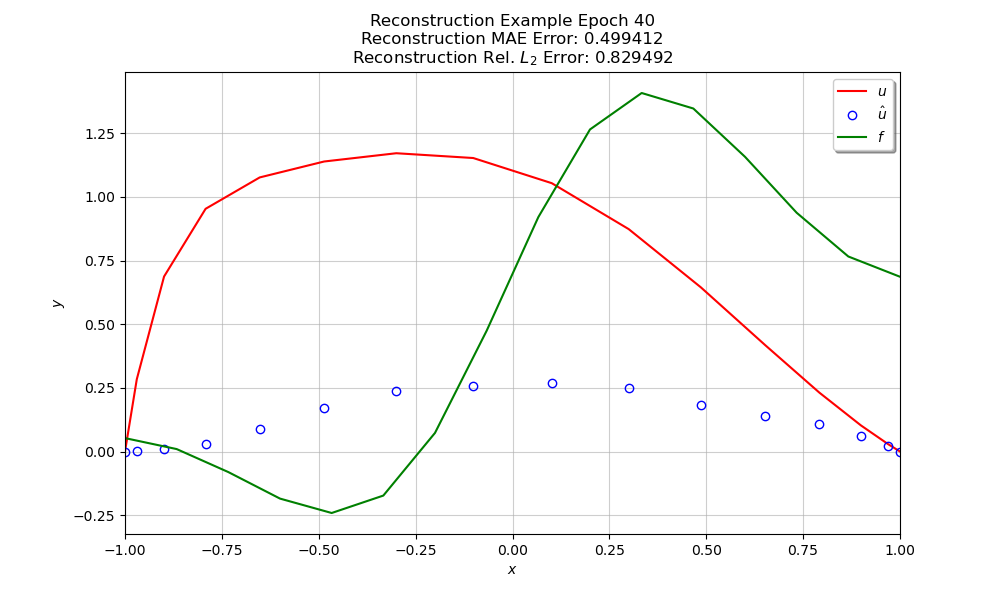 Reconstruction Example Epoch 40
Reconstruction MAE Error: 0.499412
Reconstruction Rel. $L_2$ Error: 0.829492
u
û
f
1.25
1.00
0.75
0.50
0.25
0.00
−0.25
y
−1.00 −0.75 −0.50 −0.25 0.00 0.25 0.50 0.75 1.00
x